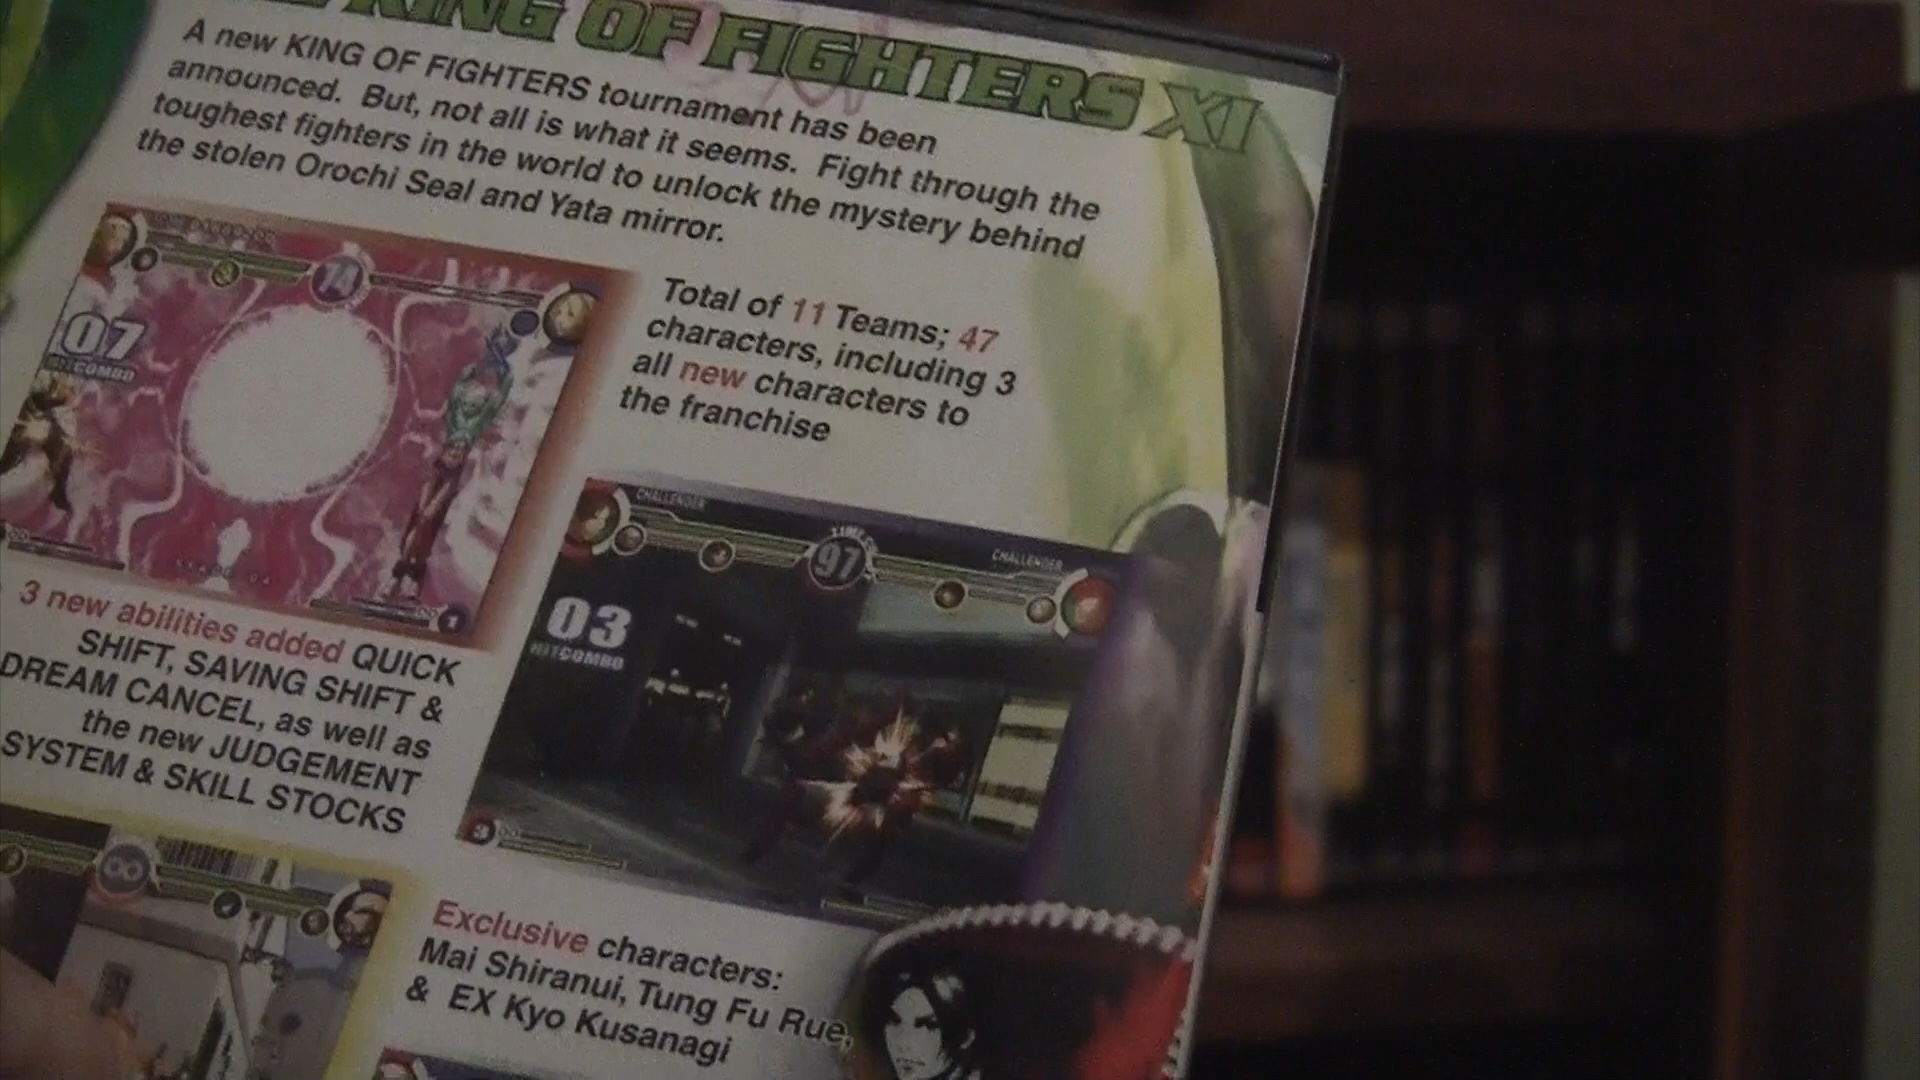 KING OF FIGHTERS XI
A new KING OF FIGHTERS tournament has been
announced. But, not all is what it seems. Fight through the
toughest fighters in the world to unlock the mystery behind
the stolen Orochi Seal and Yata mirror.
74
07
HITCOMBO
Total of 11 Teams; 47
characters, including 3
all new characters to
the franchise
CHALLENGER
97
CHALLENGER
03
HITCOMBO
3 new abilities added QUICK
SHIFT, SAVING SHIFT &
DREAM CANCEL, as well as
the new JUDGEMENT
SYSTEM & SKILL STOCKS
3
Exclusive characters:
Mai Shiranui, Tung Fu Rue,
& EX Kyo Kusanagi